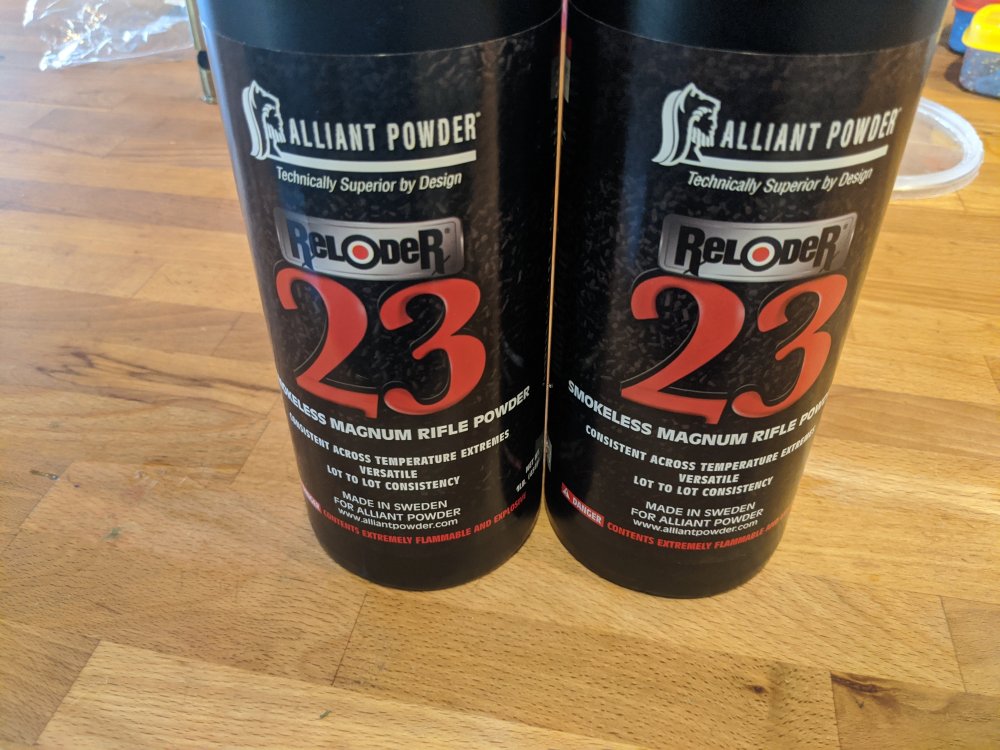 ALLIANT POWDER
Technically Superior by Design
RELODER®
23
SMOKELESS MAGNUM RIFLE POWDER
CONSISTENT ACROSS TEMPERATURE EXTREMES
VERSATILE
LOT TO LOT CONSISTENCY
MADE IN SWEDEN
FOR ALLIANT POWDER
www.alliantpowder.com
CONTENTS EXTREMELY FLAMMABLE AND EXPLOSIVE
ALLIANT POWDER
Technically Superior by Design
RELODER®
23
SMOKELESS MAGNUM RIFLE
CONSISTENT ACROSS TEMPERATURE EXTREMES
VERSATILE
LOT TO LOT CONSISTENCY
MADE IN SWEDEN
FOR ALLIANT POWDER
www.alliantpowder.com
DANGER CONTENTS EXTREMELY FLAMMABLE AND